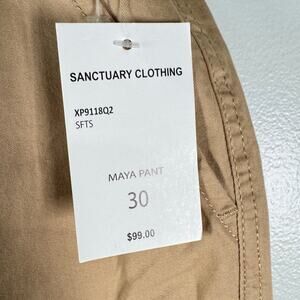 SANCTUARY CLOTHING
XP9118Q2
SFTS
MAYA PANT
30
$99.00